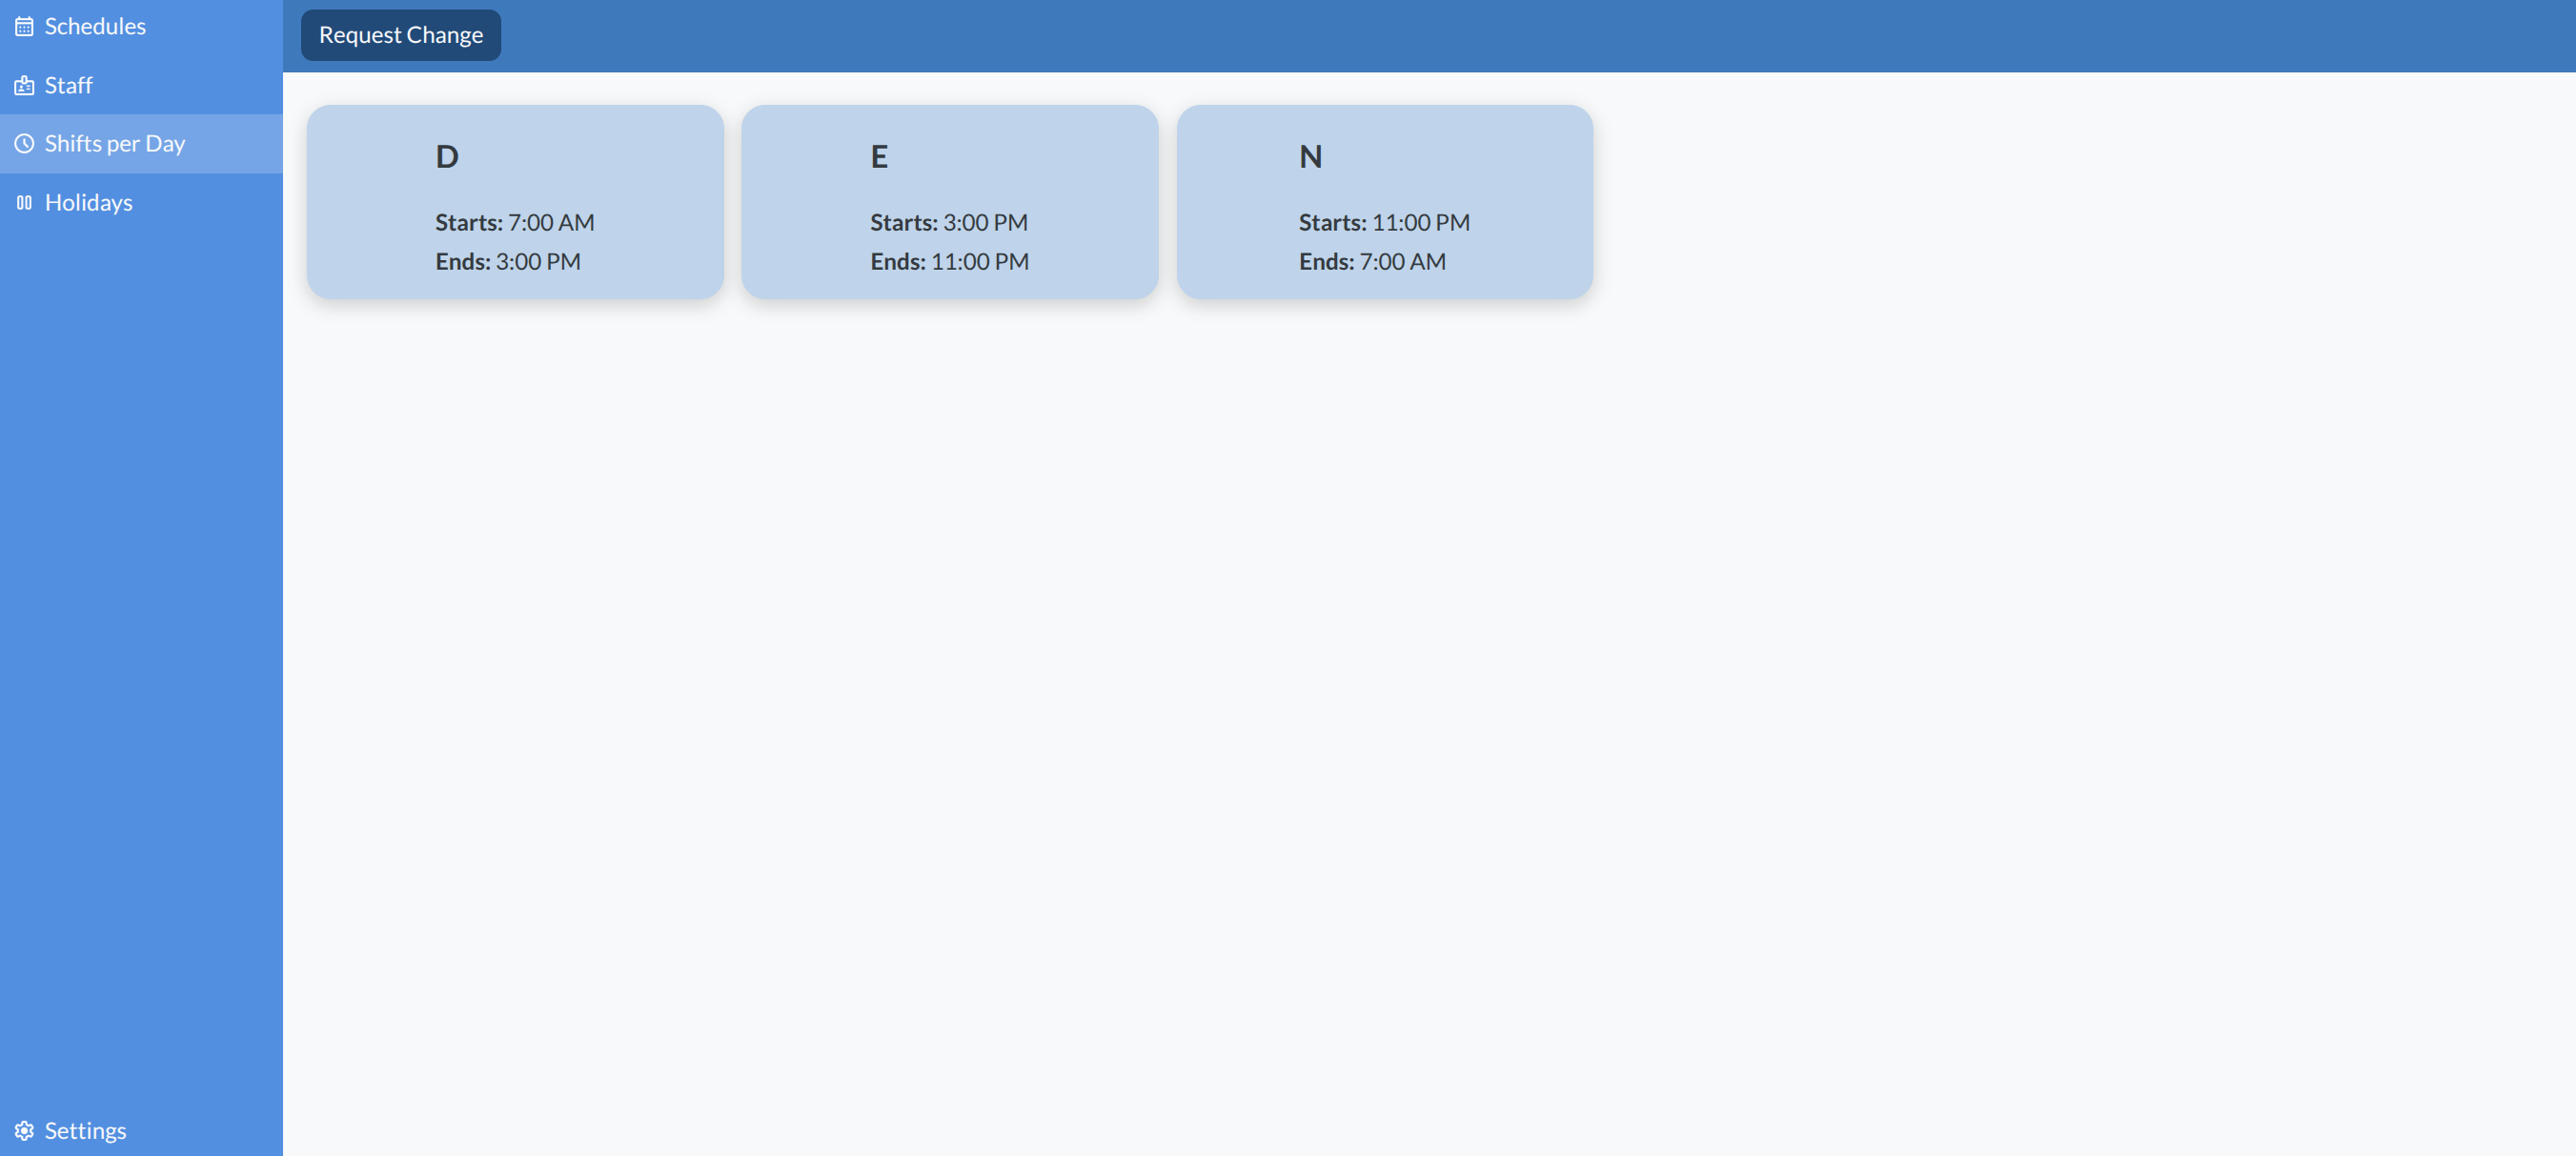 Schedules
Staff
Shifts per Day
Holidays
Settings
Request Change
D
Starts: 7:00 AM
Ends: 3:00 PM
E
Starts: 3:00 PM
Ends: 11:00 PM
N
Starts: 11:00 PM
Ends: 7:00 AM